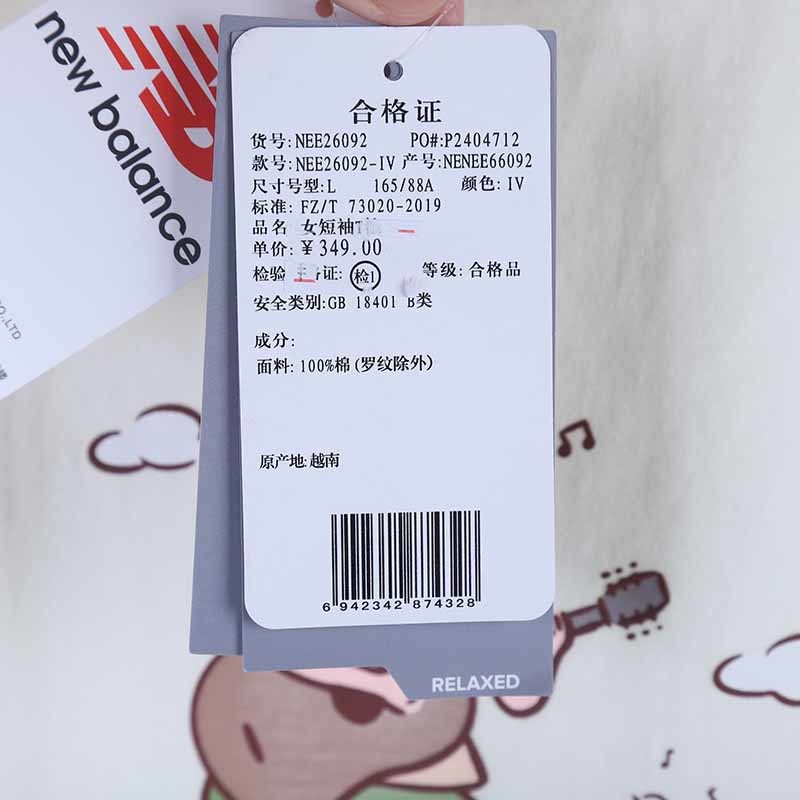 new balance
CO.,LTD
合格证
货号:NEE26092 PO#:P2404712
款号:NEE26092-IV 产号:NENEE66092
尺寸号型:L 165/88A 颜色: IV
标准: FZ/T 73020-2019
品名 女短袖T恤
单价: ¥349.00
检验 证: 检1 等级: 合格品
安全类别:GB 18401 B类
成分:
面料: 100%棉(罗纹除外)
原产地:越南
6 942342 874328
RELAXED